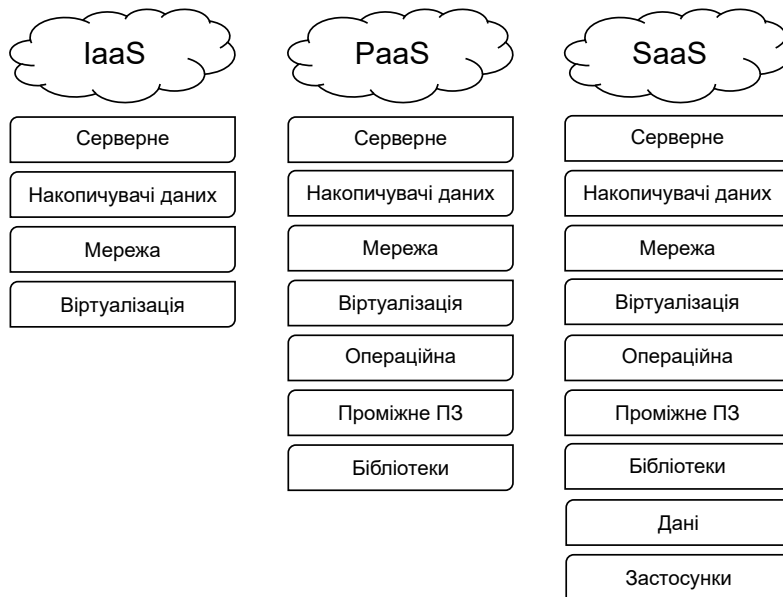 IaaS
Серверне
Накопичувачі даних
Мережа
Віртуалізація
PaaS
Серверне
Накопичувачі даних
Мережа
Віртуалізація
Операційна
Проміжне ПЗ
Бібліотеки
SaaS
Серверне
Накопичувачі даних
Мережа
Віртуалізація
Операційна
Проміжне ПЗ
Бібліотеки
Дані
Застосунки